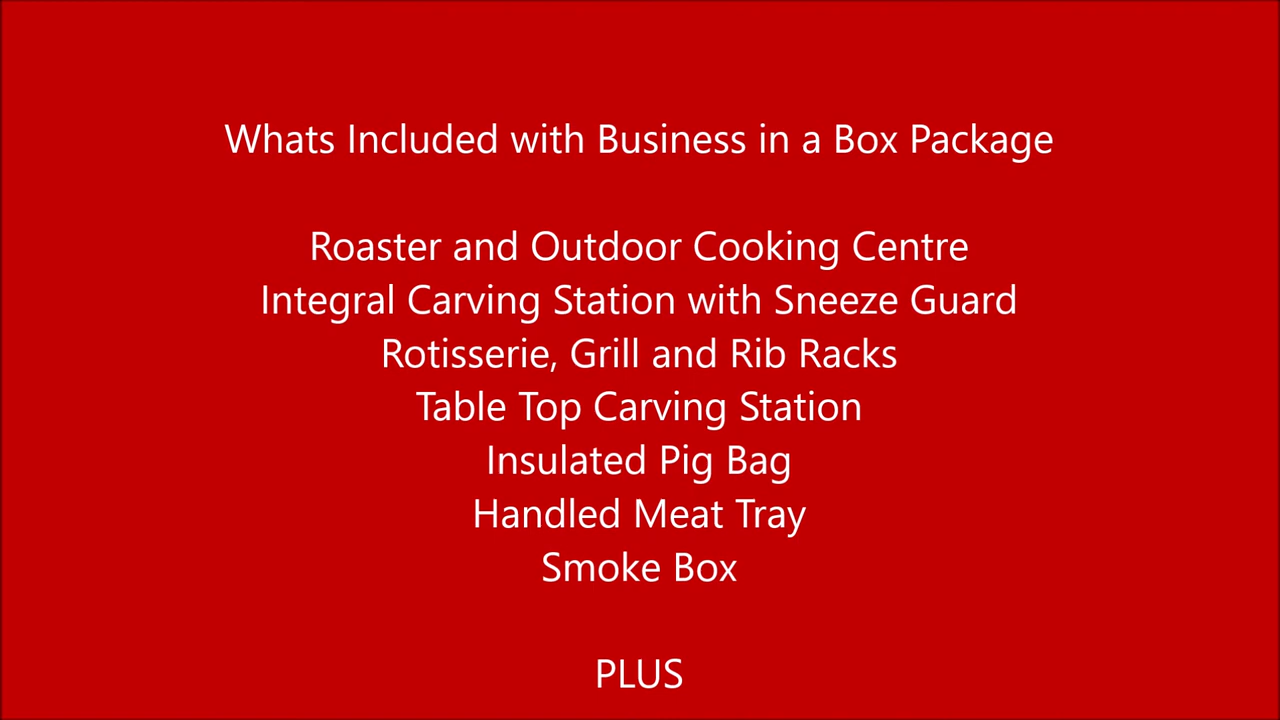 Whats Included with Business in a Box Package
Roaster and Outdoor Cooking Centre
Integral Carving Station with Sneeze Guard
Rotisserie, Grill and Rib Racks
Table Top Carving Station
Insulated Pig Bag
Handled Meat Tray
Smoke Box
PLUS